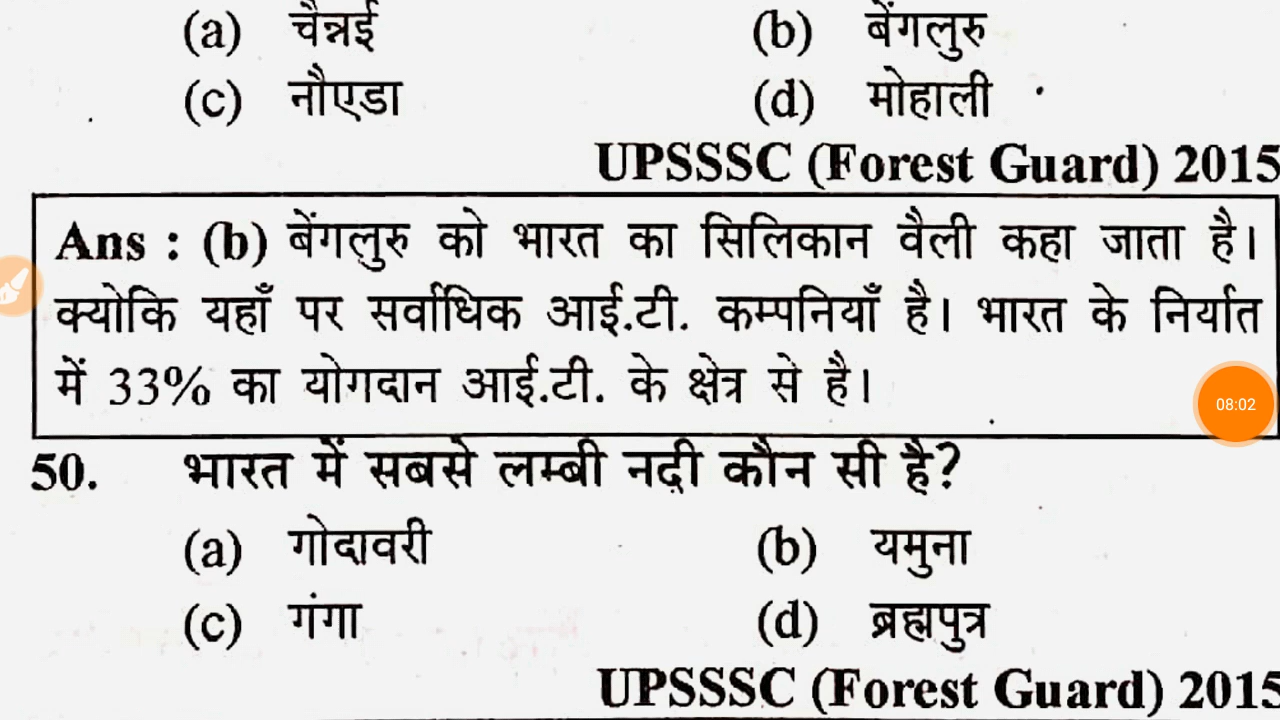 (a) चैन्नई (b) बेंगलुरु
(c) नौएडा (d) मोहाली
UPSSSC (Forest Guard) 2015
Ans : (b) बेंगलुरु को भारत का सिलिकान वैली कहा जाता है।
क्योकि यहाँ पर सर्वाधिक आई.टी. कम्पनियाँ है। भारत के निर्यात
में 33% का योगदान आई.टी. के क्षेत्र से है।
08:02
50. भारत में सबसे लम्बी नदी कौन सी है?
(a) गोदावरी (b) यमुना
(c) गंगा (d) ब्रह्मपुत्र
UPSSSC (Forest Guard) 2015